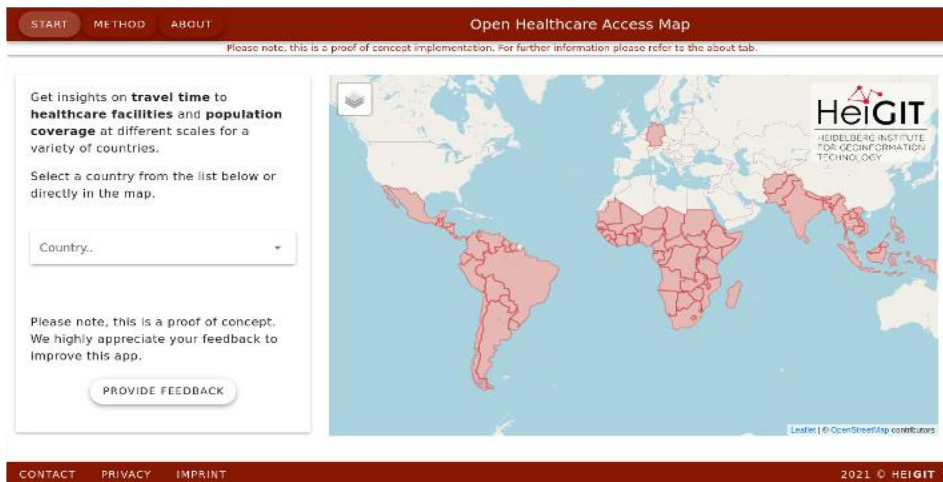 START METHOD ABOUT Open Healthcare Access Map
Please note, this is a proof of concept implementation. For further information please refer to the about tab.
Get insights on travel time to
healthcare facilities and population
coverage at different scales for a
variety of countries.
Select a country from the list below or
directly in the map.
Country..
Please note, this is a proof of concept.
We highly appreciate your feedback to
improve this app.
PROVIDE FEEDBACK
HeiGIT
HEIDELBERG INSTITUTE
FOR GEOINFORMATION
TECHNOLOGY
Leaflet | © OpenStreetMap contributors
CONTACT PRIVACY IMPRINT 2021 © HEIGIT